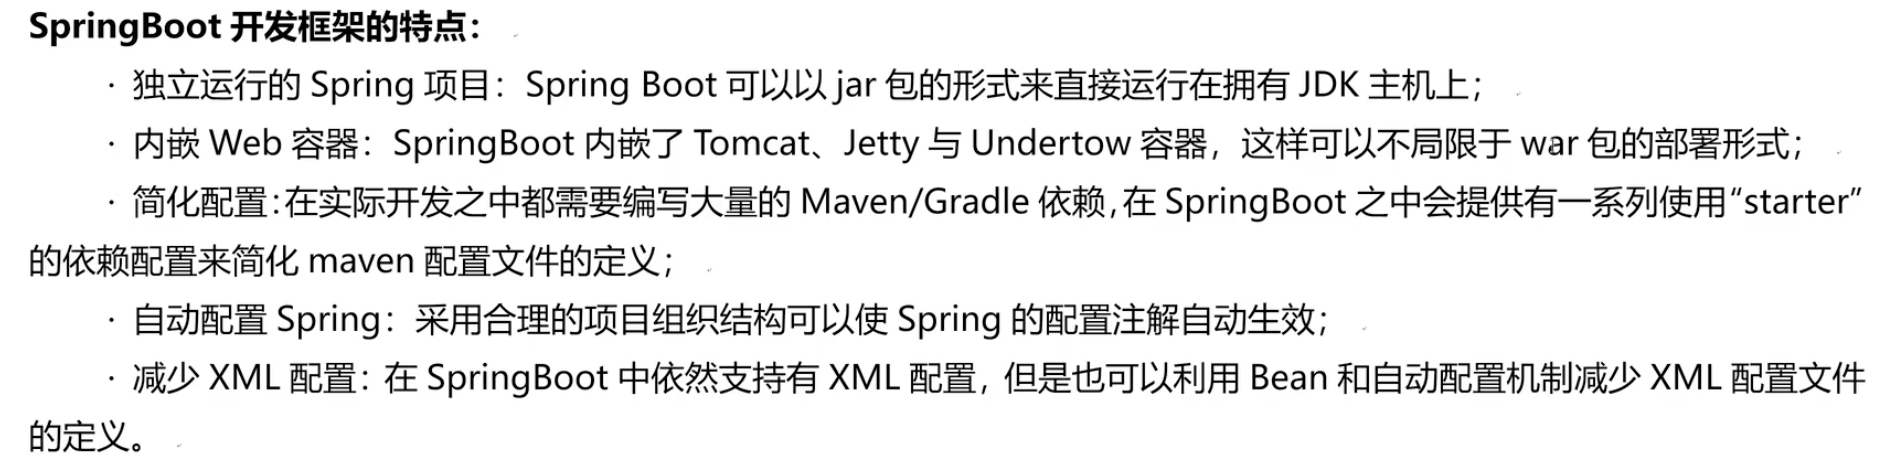 SpringBoot 开发框架的特点：
· 独立运行的 Spring 项目：Spring Boot 可以以 jar 包的形式来直接运行在拥有 JDK 主机上；
· 内嵌 Web 容器：SpringBoot 内嵌了 Tomcat、Jetty 与 Undertow 容器，这样可以不局限于 war 包的部署形式；
· 简化配置：在实际开发之中都需要编写大量的 Maven/Gradle 依赖，在 SpringBoot 之中会提供有一系列使用“starter”
的依赖配置来简化 maven 配置文件的定义；
· 自动配置 Spring：采用合理的项目组织结构可以使 Spring 的配置注解自动生效；
· 减少 XML 配置：在 SpringBoot 中依然支持有 XML 配置，但是也可以利用 Bean 和自动配置机制减少 XML 配置文件
的定义。